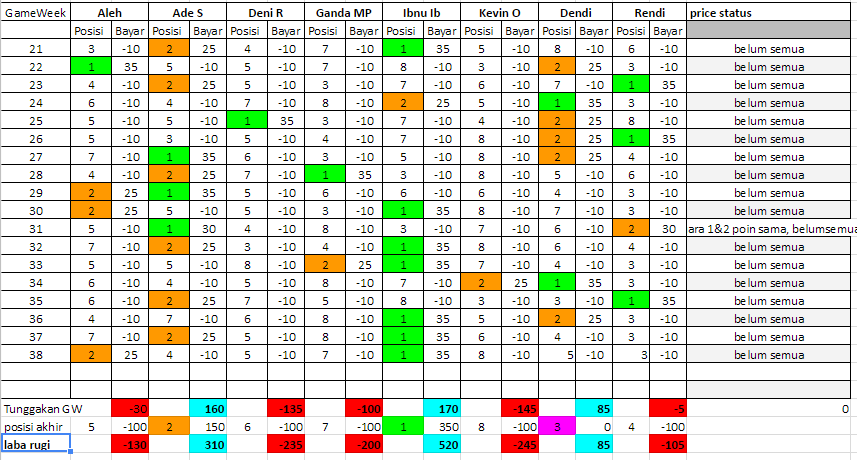 GameWeek Aleh Ade S Deni R Ganda MP Ibnu Ib Kevin O Dendi Rendi price status
Posisi Bayar Posisi Bayar Posisi Bayar Posisi Bayar Posisi Bayar Posisi Bayar Posisi Bayar Posisi Bayar
21 3 -10 2 25 4 -10 7 -10 1 35 5 -10 8 -10 6 -10 belum semua
22 1 35 5 -10 5 -10 7 -10 8 -10 3 -10 2 25 3 -10 belum semua
23 4 -10 2 25 5 -10 3 -10 6 -10 8 -10 7 -10 1 35 belum semua
24 6 -10 4 -10 7 -10 8 -10 2 25 5 -10 1 35 3 -10 belum semua
25 5 -10 5 -10 1 35 3 -10 7 -10 4 -10 2 25 8 -10 belum semua
26 5 -10 3 -10 5 -10 4 -10 7 -10 8 -10 2 25 1 35 belum semua
27 7 -10 1 35 6 -10 3 -10 5 -10 8 -10 2 25 4 -10 belum semua
28 4 -10 2 25 7 -10 1 35 3 -10 8 -10 5 -10 6 -10 belum semua
29 2 25 1 35 5 -10 6 -10 6 -10 6 -10 4 -10 3 -10 belum semua
30 2 25 5 -10 5 -10 3 -10 1 35 8 -10 7 -10 3 -10 belum semua
31 5 -10 1 30 4 -10 8 -10 3 -10 7 -10 6 -10 2 30 ara 1&2 poin sama, belumsemua
32 7 -10 2 25 3 -10 4 -10 1 35 8 -10 6 -10 4 -10 belum semua
33 5 -10 5 -10 8 -10 2 25 1 35 7 -10 4 -10 3 -10 belum semua
34 6 -10 4 -10 5 -10 8 -10 7 -10 2 25 1 35 3 -10 belum semua
35 6 -10 2 25 7 -10 5 -10 8 -10 3 -10 3 -10 1 35 belum semua
36 4 -10 7 -10 6 -10 8 -10 1 35 5 -10 2 25 3 -10 belum semua
37 7 -10 2 25 5 -10 8 -10 1 35 6 -10 4 -10 3 -10 belum semua
38 2 25 4 -10 5 -10 7 -10 1 35 8 -10 5 -10 3 -10 belum semua
Tunggakan GW -30 160 -135 -100 170 -145 85 -5 0
posisi akhir 5 -100 2 150 6 -100 7 -100 1 350 8 -100 3 0 4 -100
laba rugi -130 310 -235 -200 520 -245 85 -105